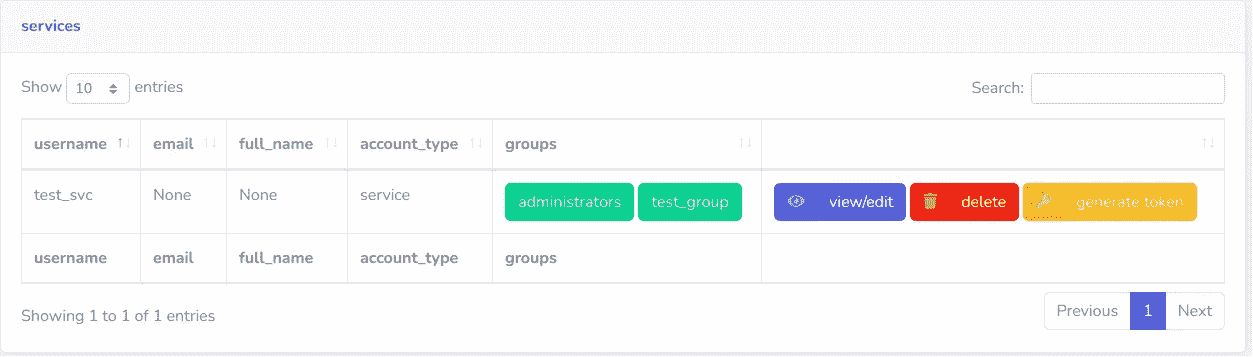 services
Show 10 entries
Search:
username email full_name account_type groups
test_svc None None service administrators test_group view/edit delete generate token
username email full_name account_type groups
Showing 1 to 1 of 1 entries
Previous 1 Next